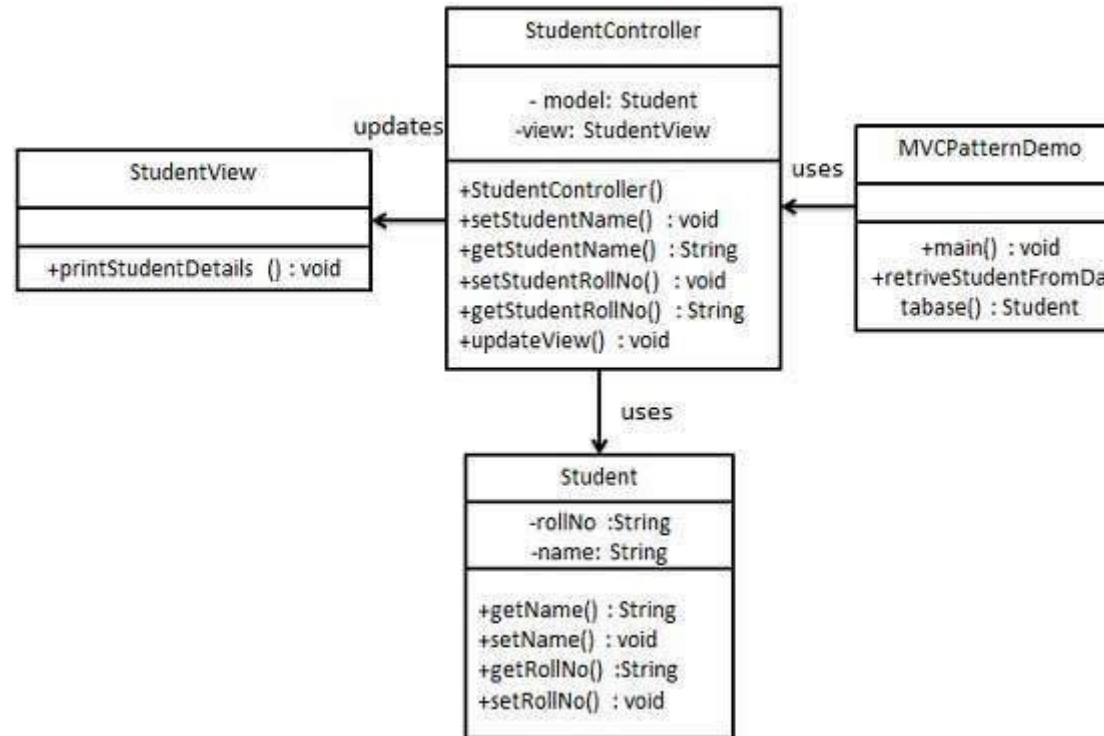 StudentController
- model: Student
-view: StudentView
+StudentController()
+setStudentName() : void
+getStudentName() : String
+setStudentRollNo() : void
+getStudentRollNo() : String
+updateView() : void
updates
StudentView
+printStudentDetails () : void
uses
MVCPatternDemo
+main() : void
+retriveStudentFromDa
tabase() : Student
uses
Student
-rollNo :String
-name: String
+getName() : String
+setName() : void
+getRollNo() :String
+setRollNo() : void